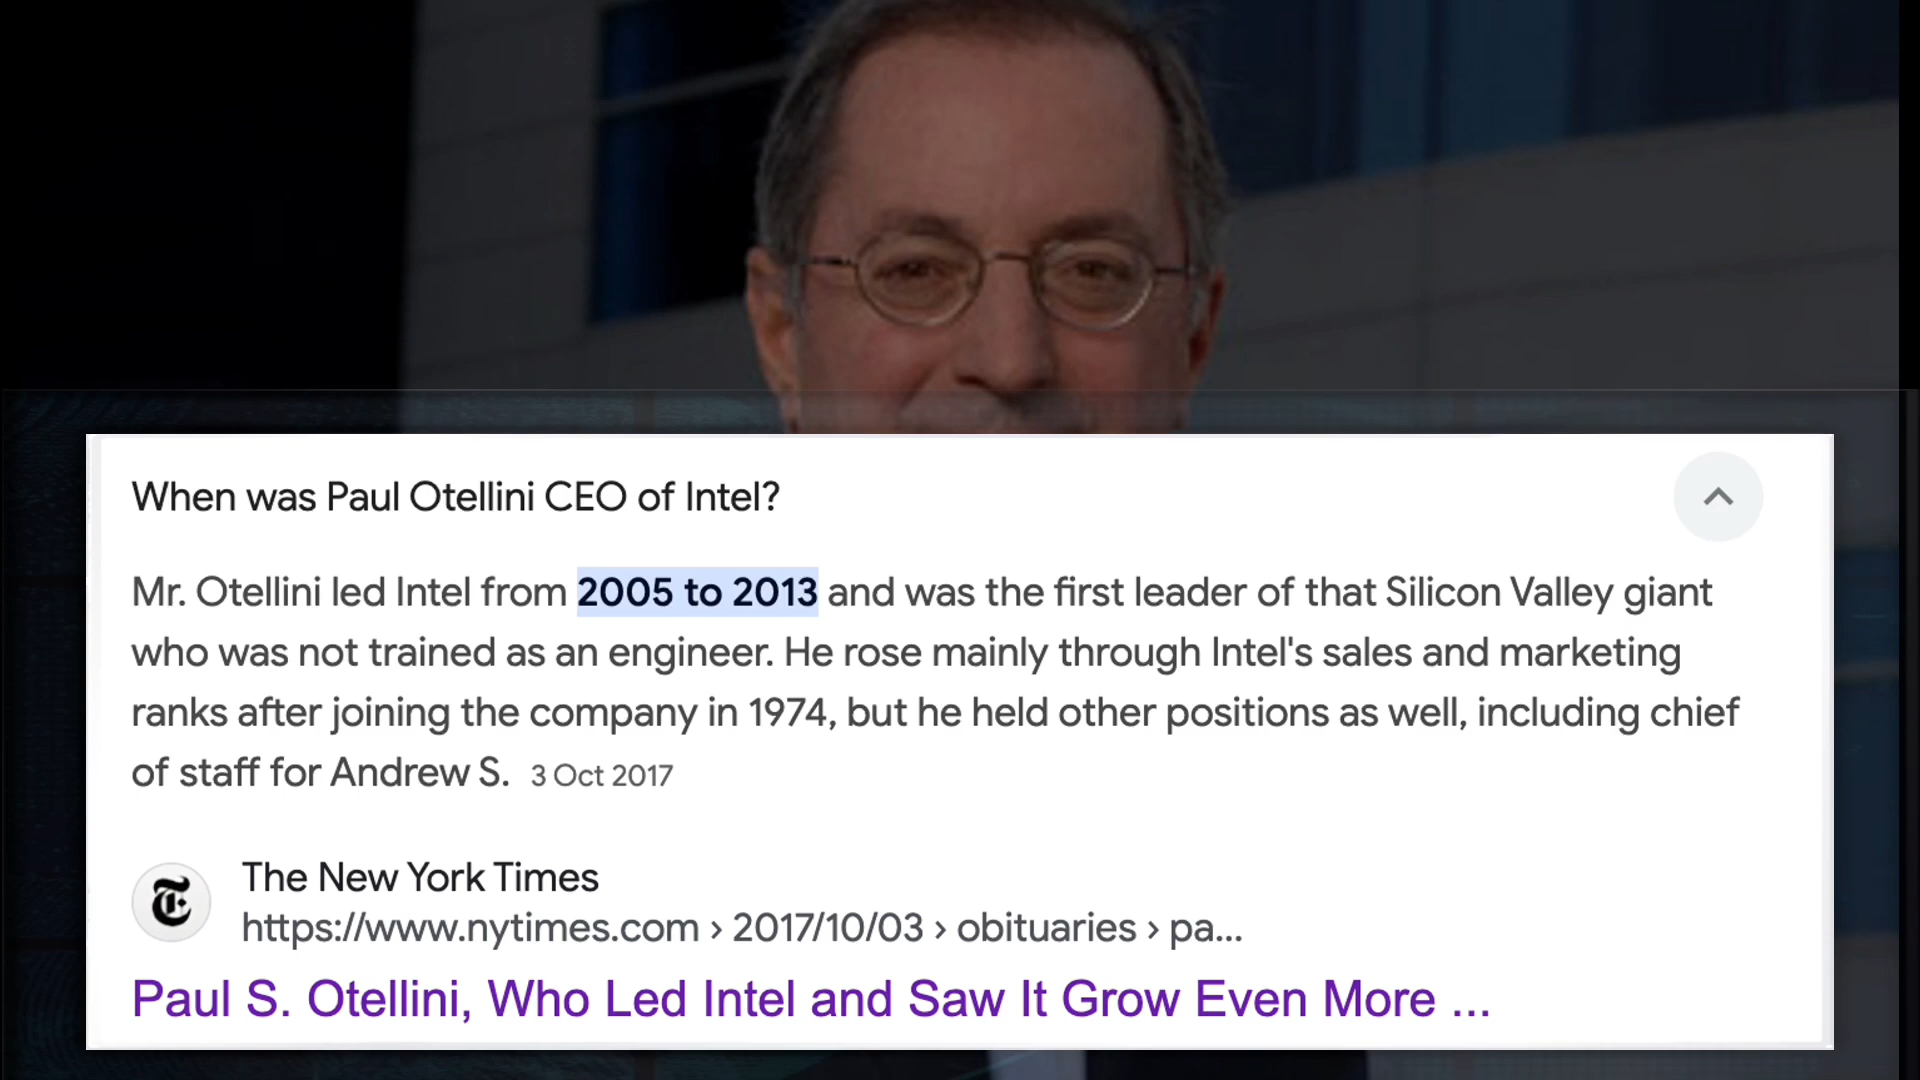 When was Paul Otellini CEO of Intel?
Mr. Otellini led Intel from 2005 to 2013 and was the first leader of that Silicon Valley giant
who was not trained as an engineer. He rose mainly through Intel's sales and marketing
ranks after joining the company in 1974, but he held other positions as well, including chief
of staff for Andrew S. 3 Oct 2017
The New York Times
https://www.nytimes.com › 2017/10/03 › obituaries › pa...
Paul S. Otellini, Who Led Intel and Saw It Grow Even More ...